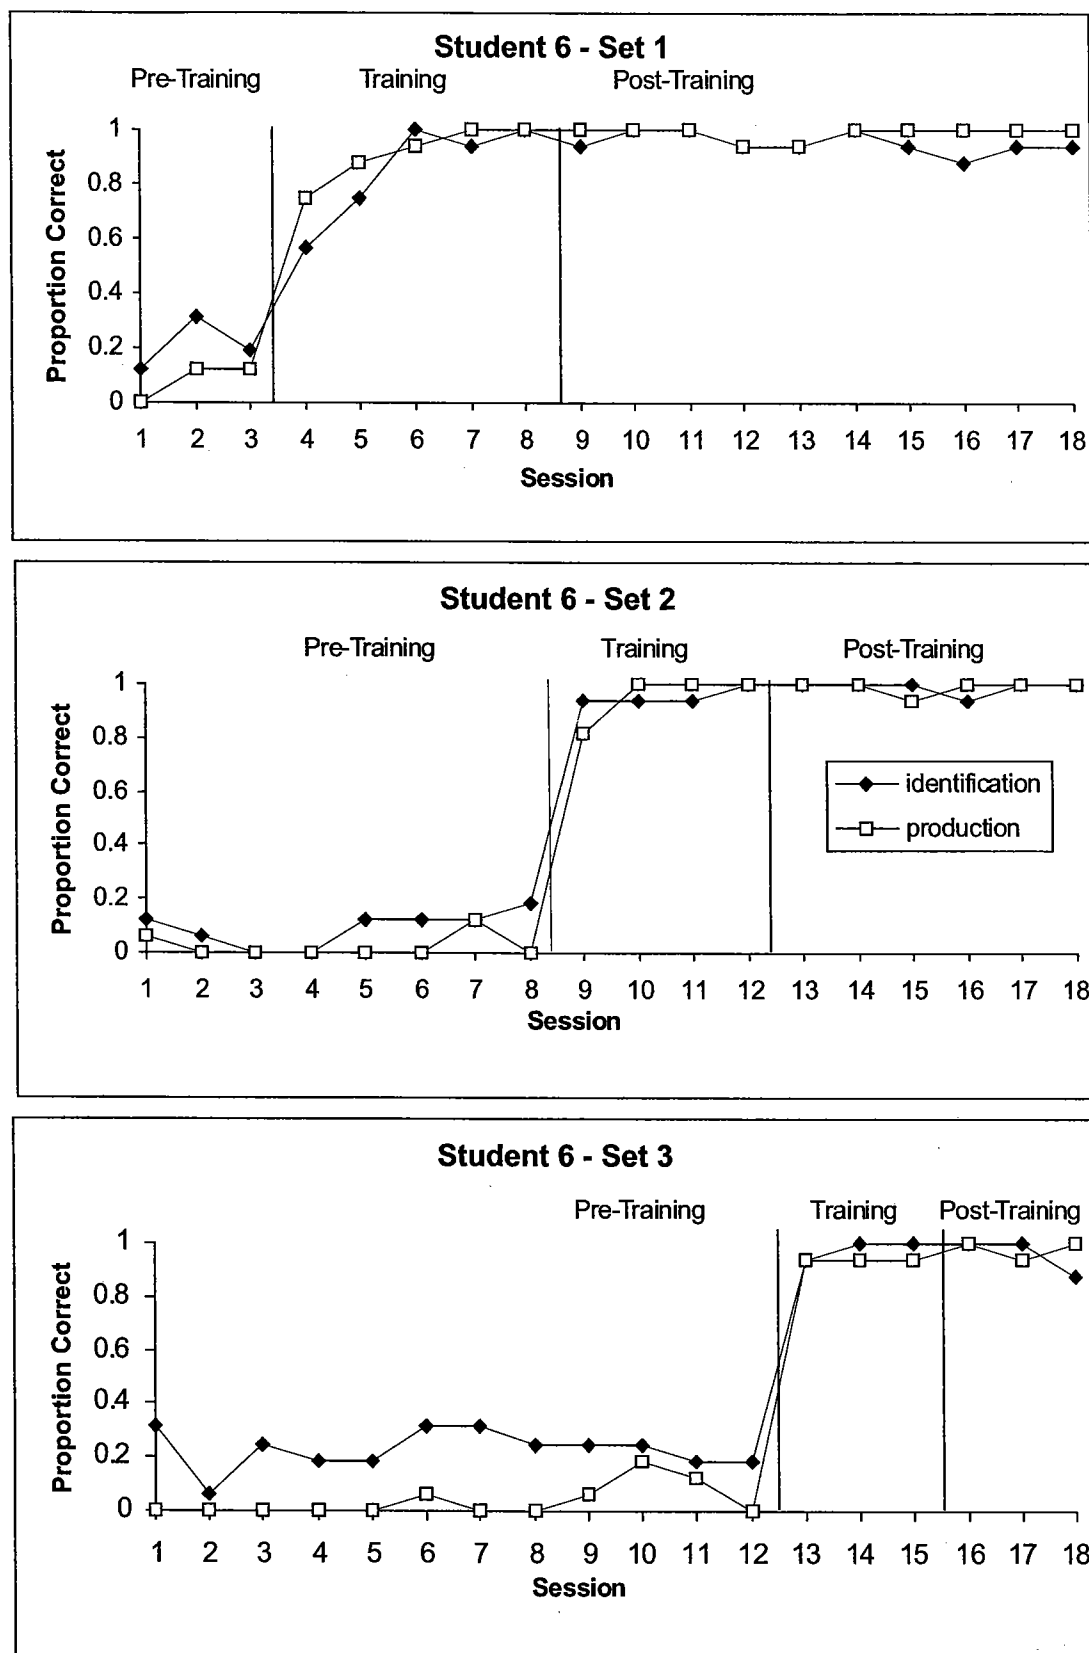 Student 6 - Set 1
Pre-Training Training Post-Training
Proportion Correct
1
0.8
0.6
0.4
0.2
0
1 2 3 4 5 6 7 8 9 10 11 12 13 14 15 16 17 18
Session
Student 6 - Set 2
Pre-Training Training Post-Training
Proportion Correct
1
0.8
0.6
0.4
0.2
0
identification
production
1 2 3 4 5 6 7 8 9 10 11 12 13 14 15 16 17 18
Session
Student 6 - Set 3
Pre-Training Training Post-Training
Proportion Correct
1
0.8
0.6
0.4
0.2
0
1 2 3 4 5 6 7 8 9 10 11 12 13 14 15 16 17 18
Session